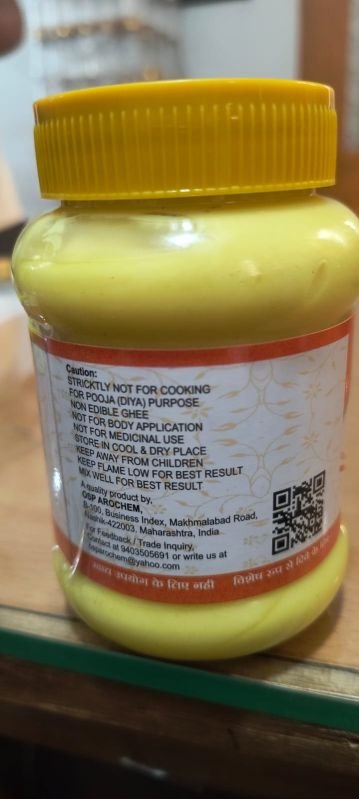 Caution:
STRICKTLY NOT FOR COOKING
FOR POOJA (DIYA) PURPOSE
NON EDIBLE GHEE
NOT FOR BODY APPLICATION
NOT FOR MEDICINAL USE
STORE IN COOL & DRY PLACE
KEEP AWAY FROM CHILDREN
KEEP FLAME LOW FOR BEST RESULT
MIX WELL FOR BEST RESULT
A quality product by,
OSP AROCHEM,
B-100, Business Index, Makhmalabad Road,
Nashik-422003. Maharashtra, India
For Feedback / Trade Inquiry,
Contact at 9403505691 or write us at
osparochem@yahoo.com
खाद्य उपयोग के लिए नही विशेष रूप से दिये के लिए